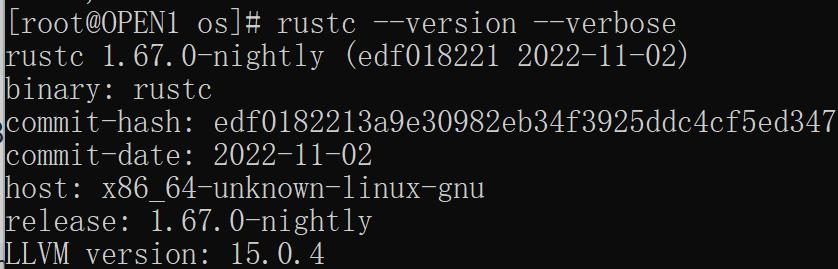 [root@OPEN1 os]# rustc --version --verbose
rustc 1.67.0-nightly (edf018221 2022-11-02)
binary: rustc
commit-hash: edf0182213a9e30982eb34f3925ddc4cf5ed347
commit-date: 2022-11-02
host: x86_64-unknown-linux-gnu
release: 1.67.0-nightly
LLVM version: 15.0.4